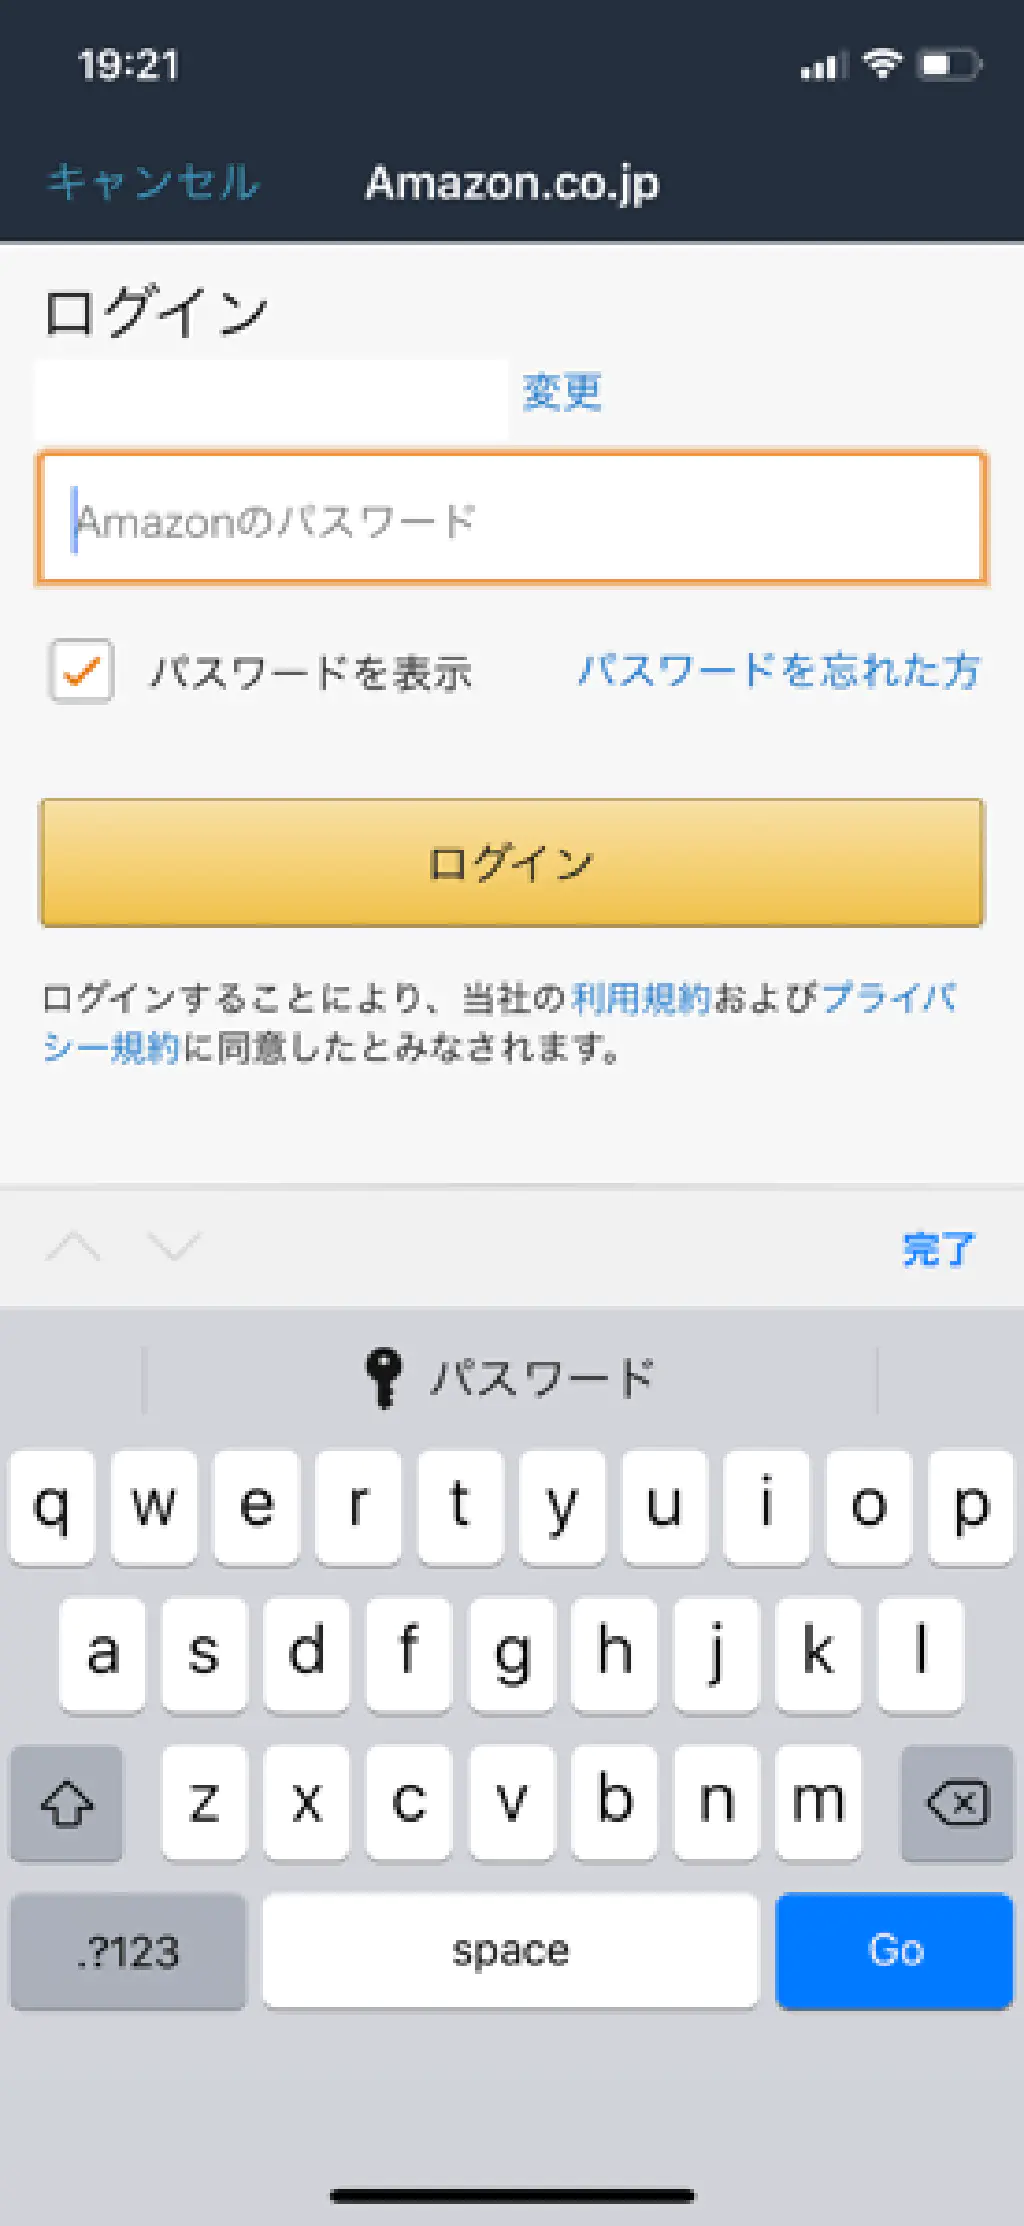 19:21
キャンセル Amazon.co.jp
ログイン
変更
Amazonのパスワード
パスワードを表示 パスワードを忘れた方
ログイン
ログインすることにより、当社の利用規約およびプライバ
シー規約に同意したとみなされます。
完了
パスワード
q w e r t y u i o p
a s d f g h j k l
z x c v b n m
.?123 space Go